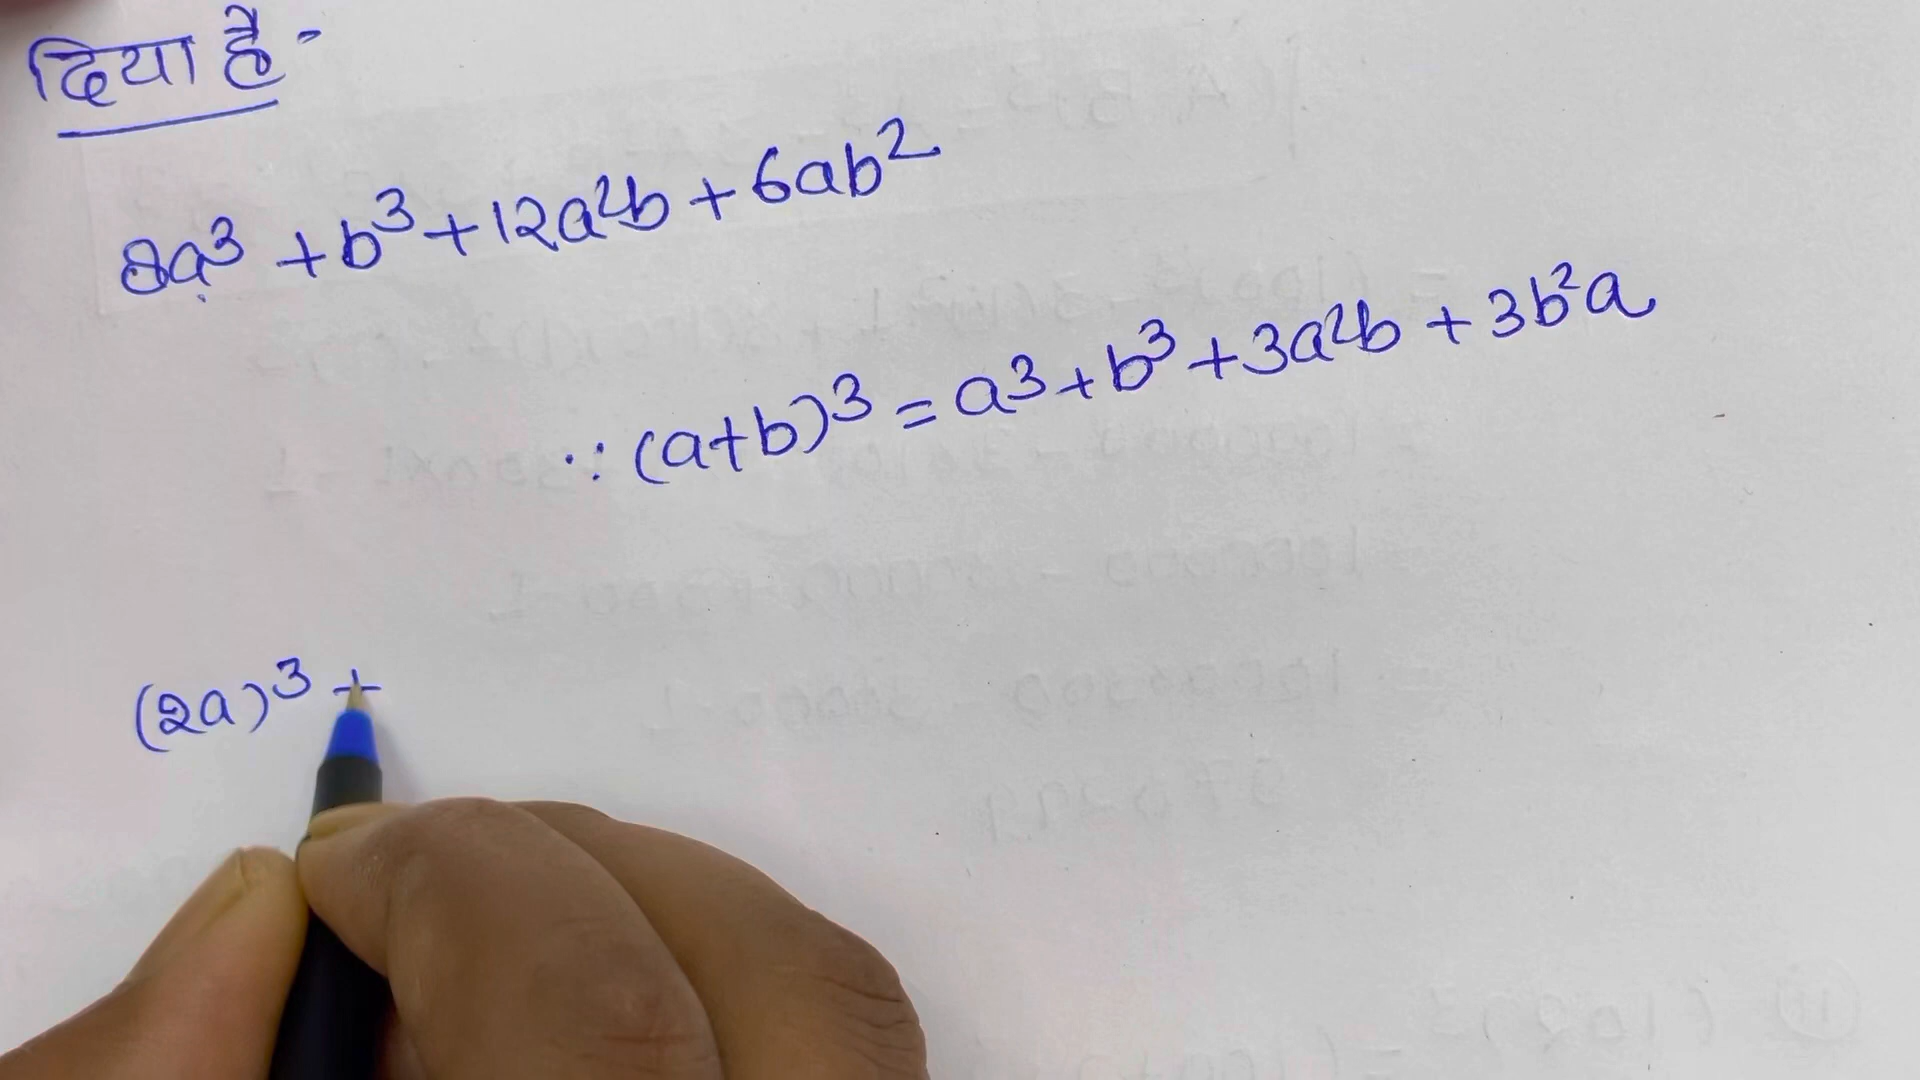 दिया है -
8a³ + b³ + 12a²b + 6ab²
∵ (a+b)³ = a³ + b³ + 3a²b + 3b²a
(2a)³ +